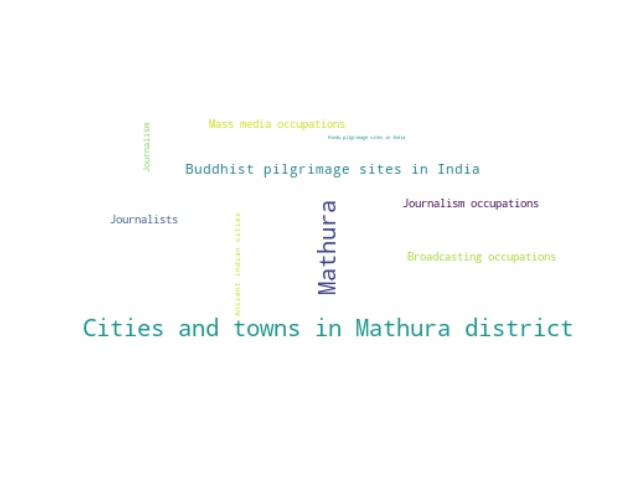 Mass media occupations
Journalism
Hindu pilgrimage sites in India
Buddhist pilgrimage sites in India
Mathura
Journalism occupations
Journalists
Ancient indian cities
Broadcasting occupations
Cities and towns in Mathura district